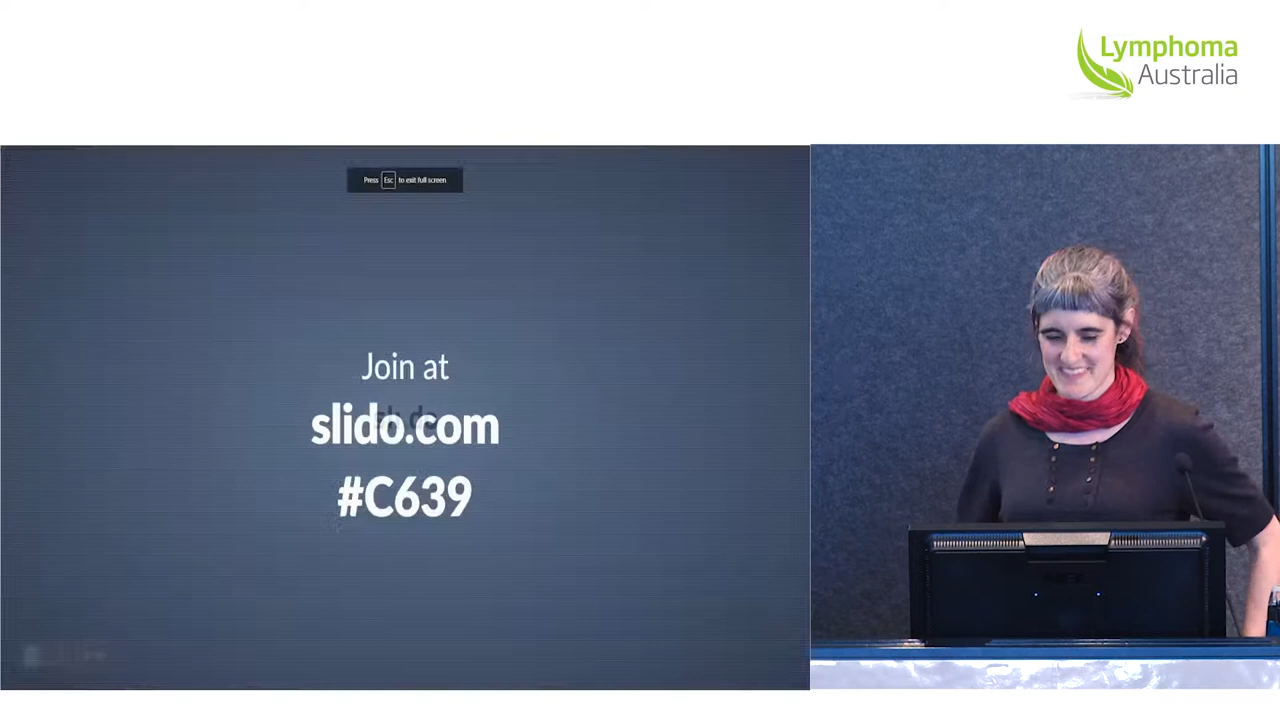 Lymphoma
Australia
Press Esc to exit full screen
Join at
slido.com
#C639